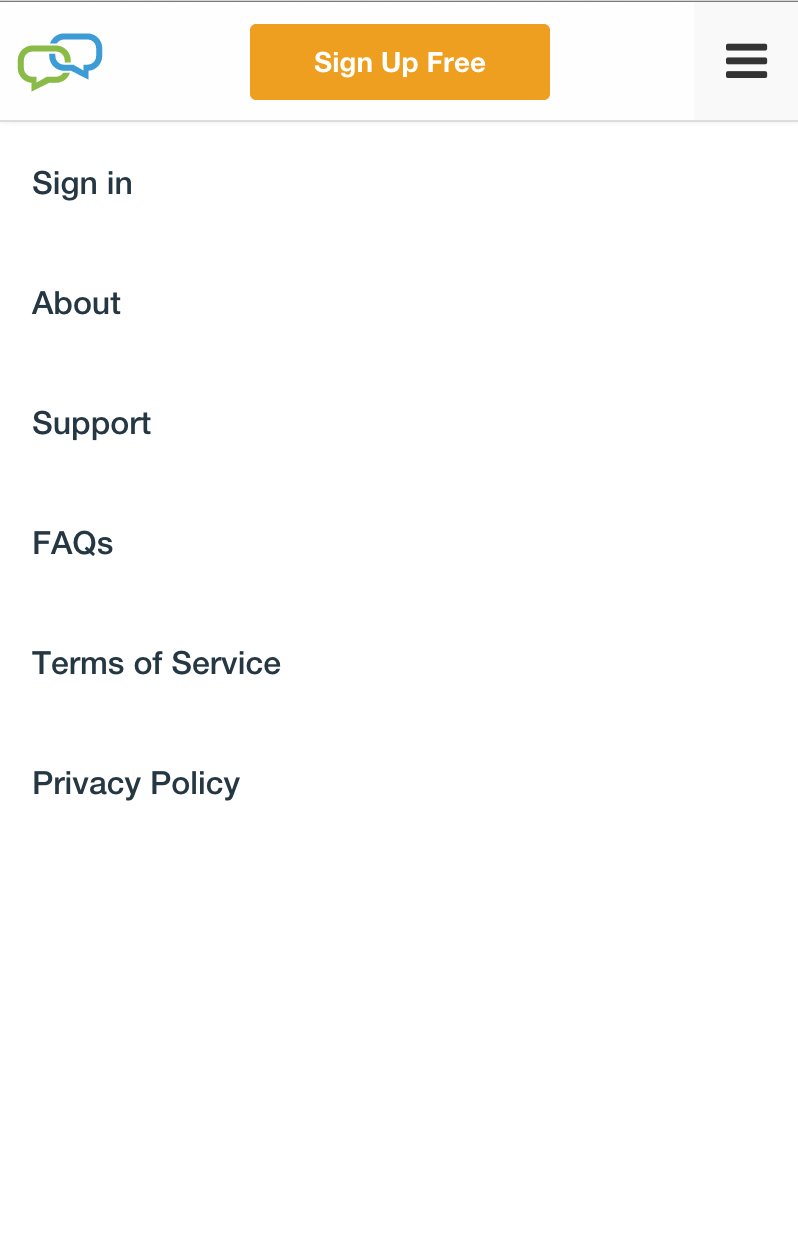 Sign Up Free
Sign in
About
Support
FAQs
Terms of Service
Privacy Policy